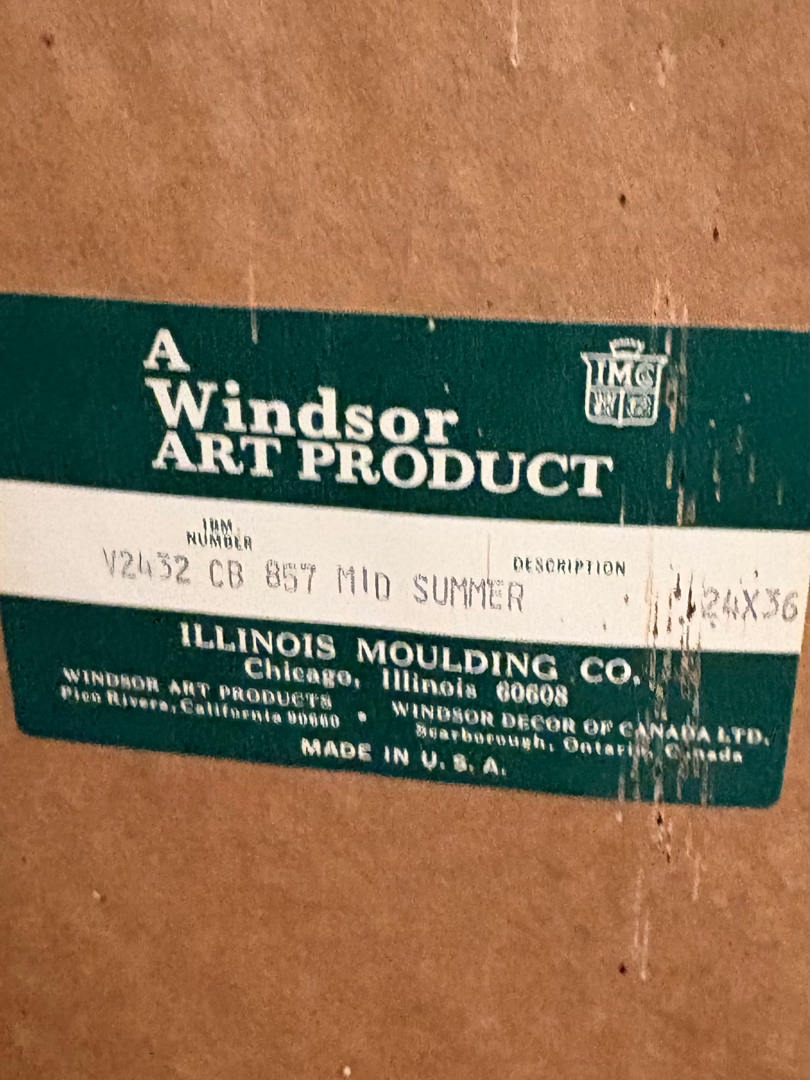 A
Windsor
ART PRODUCT
IMC
IBM
NUMBER
DESCRIPTION
V2432 CB 857 MID SUMMER 24X36
ILLINOIS MOULDING CO.
Chicago, Illinois 60608
WINDSOR ART PRODUCTS • WINDSOR DECOR OF CANADA LTD.
Pico Rivera, California 90660 Scarborough, Ontario, Canada
MADE IN U.S.A.